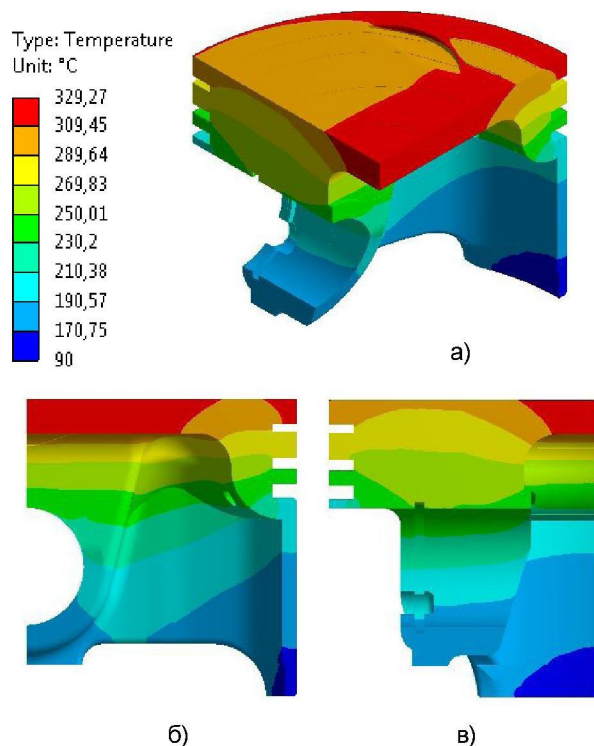 Type: Temperature
Unit: °C
329,27
309,45
289,64
269,83
250,01
230,2
210,38
190,57
170,75
90
а)
б)
в)